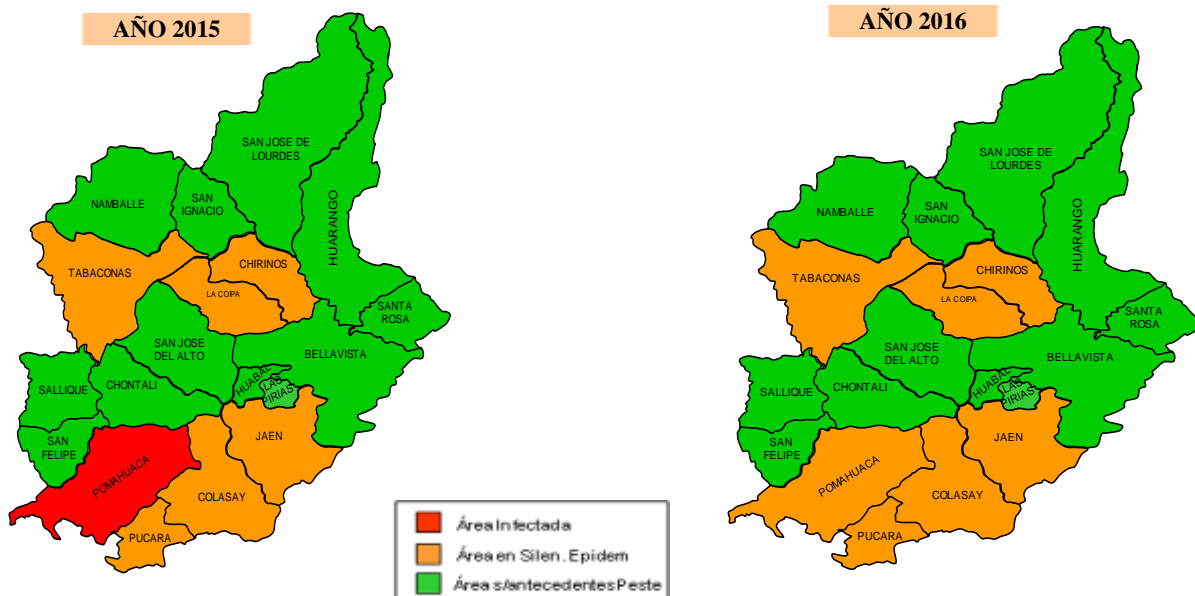 AÑO 2015
SAN JOSE DE
LOURDES
NAMBALLE
SAN
IGNACIO
HUARANGO
TABACONAS
CHIRINOS
LA COIPA
SANTA
ROSA
SAN JOSE
DEL ALTO
BELLAVISTA
SALLIQUE
CHONTALI
HUABAL
LAS
PIRIAS
SAN
FELIPE
JAEN
POMAHUACA
COLASAY
PUCARA
Área Infectada
Área en Silen. Epidem
Área s/antecedentes Peste
AÑO 2016
SAN JOSE DE
LOURDES
NAMBALLE
SAN
IGNACIO
HUARANGO
TABACONAS
CHIRINOS
LA COIPA
SANTA
ROSA
SAN JOSE
DEL ALTO
BELLAVISTA
SALLIQUE
CHONTALI
HUABAL
LAS
PIRIAS
SAN
FELIPE
JAEN
POMAHUACA
COLASAY
PUCARA